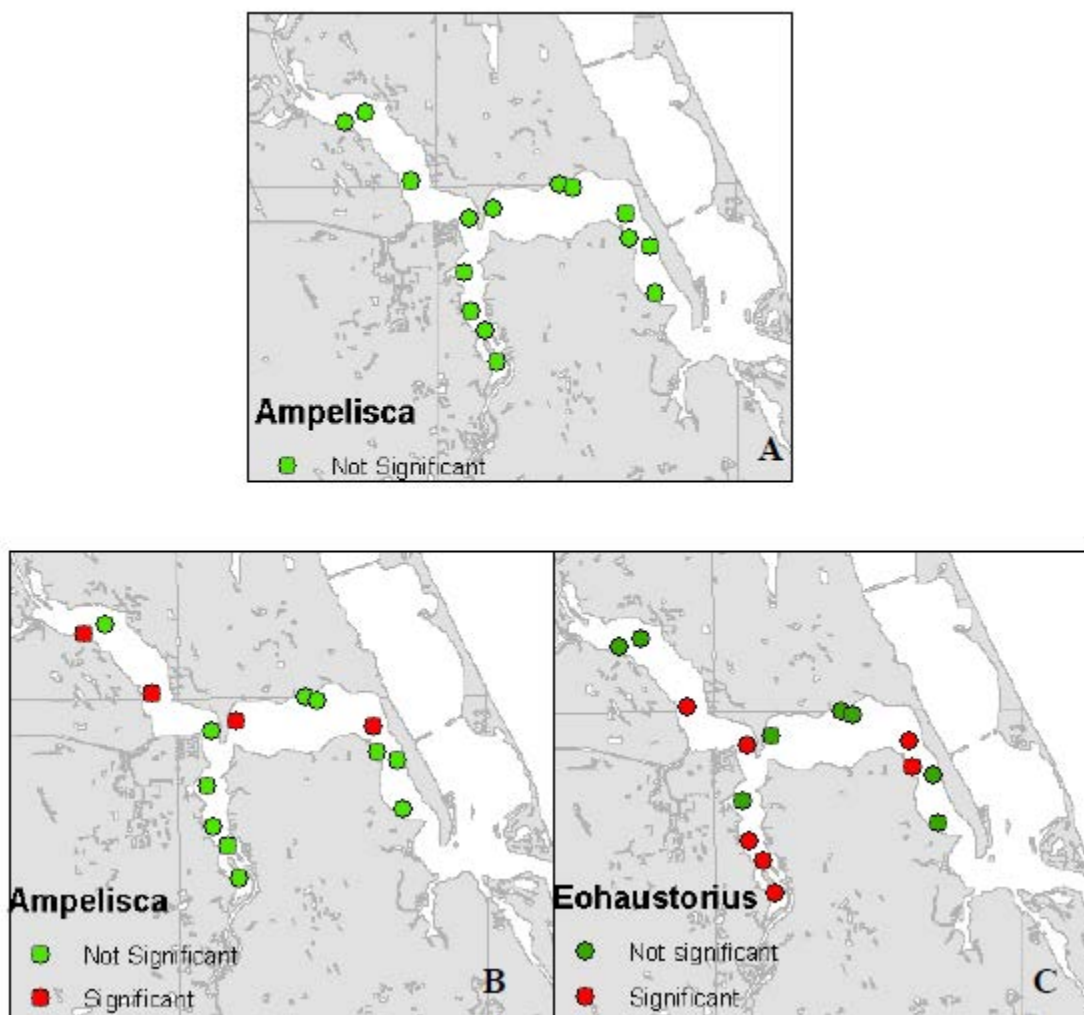 Ampelisca
Not Significant
A
Ampelisca
Not Significant
Significant
B
Eohaustorius
Not significant
Significant
C